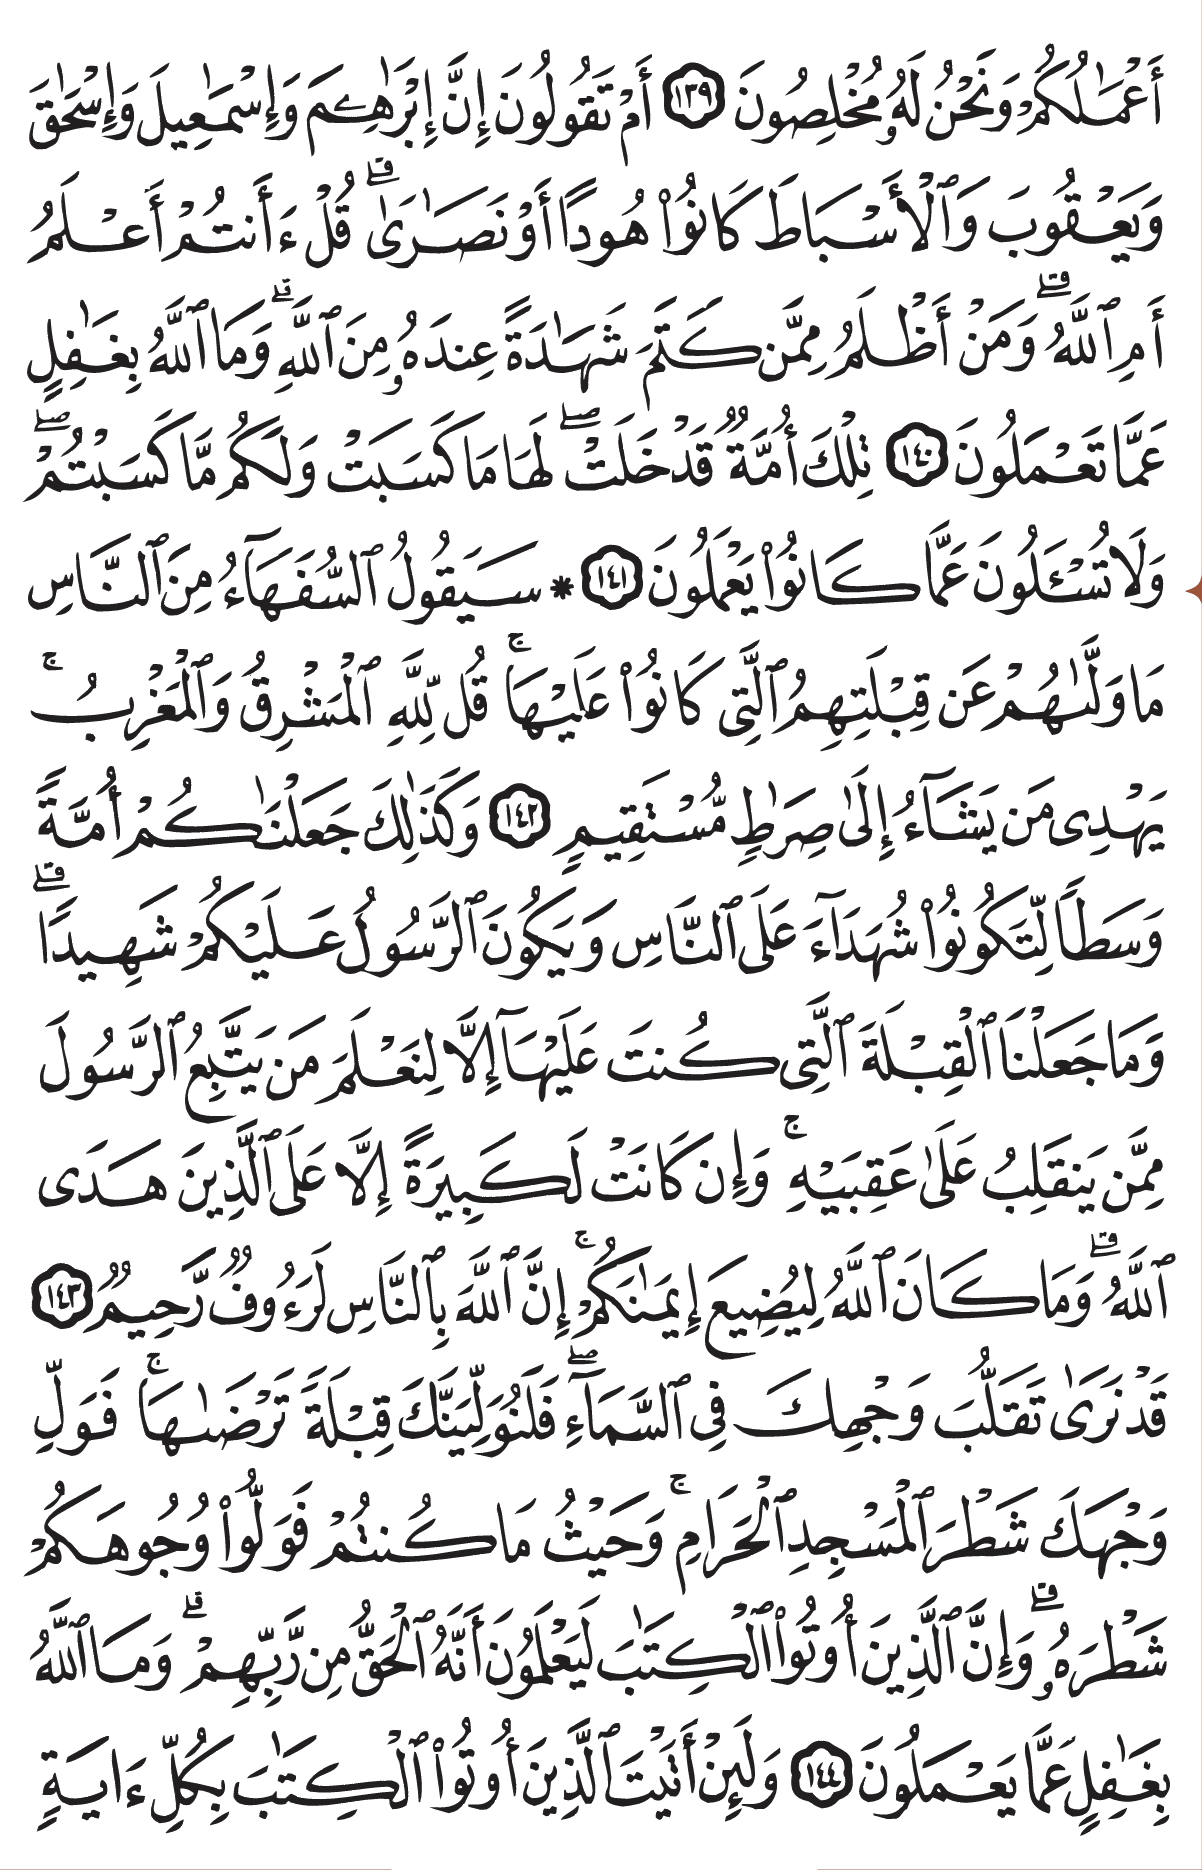 أَعْمَٰلُكُمْ وَنَحْنُ لَهُۥ مُخْلِصُونَ ١٣٩ أَمْ تَقُولُونَ إِنَّ إِبْرَٰهِـۧمَ وَإِسْمَٰعِيلَ وَإِسْحَٰقَ
وَيَعْقُوبَ وَٱلْأَسْبَاطَ كَانُوا۟ هُودًا أَوْ نَصَٰرَىٰ ۗ قُلْ ءَأَنتُمْ أَعْلَمُ
أَمِ ٱللَّهُ ۗ وَمَنْ أَظْلَمُ مِمَّن كَتَمَ شَهَٰدَةً عِندَهُۥ مِنَ ٱللَّهِ ۗ وَمَا ٱللَّهُ بِغَٰفِلٍ
عَمَّا تَعْمَلُونَ ١٤٠ تِلْكَ أُمَّةٌ قَدْ خَلَتْ ۖ لَهَا مَا كَسَبَتْ وَلَكُم مَّا كَسَبْتُمْ ۖ
وَلَا تُسْـَٔلُونَ عَمَّا كَانُوا۟ يَعْمَلُونَ ١٤١ * سَيَقُولُ ٱلسُّفَهَآءُ مِنَ ٱلنَّاسِ
مَا وَلَّىٰهُمْ عَن قِبْلَتِهِمُ ٱلَّتِى كَانُوا۟ عَلَيْهَا ۚ قُل لِّلَّهِ ٱلْمَشْرِقُ وَٱلْمَغْرِبُ ۚ
يَهْدِى مَن يَشَآءُ إِلَىٰ صِرَٰطٍ مُّسْتَقِيمٍ ١٤٢ وَكَذَٰلِكَ جَعَلْنَٰكُمْ أُمَّةً
وَسَطًا لِّتَكُونُوا۟ شُهَدَآءَ عَلَى ٱلنَّاسِ وَيَكُونَ ٱلرَّسُولُ عَلَيْكُمْ شَهِيدًا ۗ
وَمَا جَعَلْنَا ٱلْقِبْلَةَ ٱلَّتِى كُنتَ عَلَيْهَآ إِلَّا لِنَعْلَمَ مَن يَتَّبِعُ ٱلرَّسُولَ
مِمَّن يَنقَلِبُ عَلَىٰ عَقِبَيْهِ ۚ وَإِن كَانَتْ لَكَبِيرَةً إِلَّا عَلَى ٱلَّذِينَ هَدَى
ٱللَّهُ ۗ وَمَا كَانَ ٱللَّهُ لِيُضِيعَ إِيمَٰنَكُمْ ۚ إِنَّ ٱللَّهَ بِٱلنَّاسِ لَرَءُوفٌ رَّحِيمٌ ١٤٣
قَدْ نَرَىٰ تَقَلُّبَ وَجْهِكَ فِى ٱلسَّمَآءِ ۖ فَلَنُوَلِّيَنَّكَ قِبْلَةً تَرْضَىٰهَا ۚ فَوَلِّ
وَجْهَكَ شَطْرَ ٱلْمَسْجِدِ ٱلْحَرَامِ ۚ وَحَيْثُ مَا كُنتُمْ فَوَلُّوا۟ وُجُوهَكُمْ
شَطْرَهُۥ ۗ وَإِنَّ ٱلَّذِينَ أُوتُوا۟ ٱلْكِتَٰبَ لَيَعْلَمُونَ أَنَّهُ ٱلْحَقُّ مِن رَّبِّهِمْ ۗ وَمَا ٱللَّهُ
بِغَٰفِلٍ عَمَّا يَعْمَلُونَ ١٤٤ وَلَئِنْ أَتَيْتَ ٱلَّذِينَ أُوتُوا۟ ٱلْكِتَٰبَ بِكُلِّ ءَايَةٍ